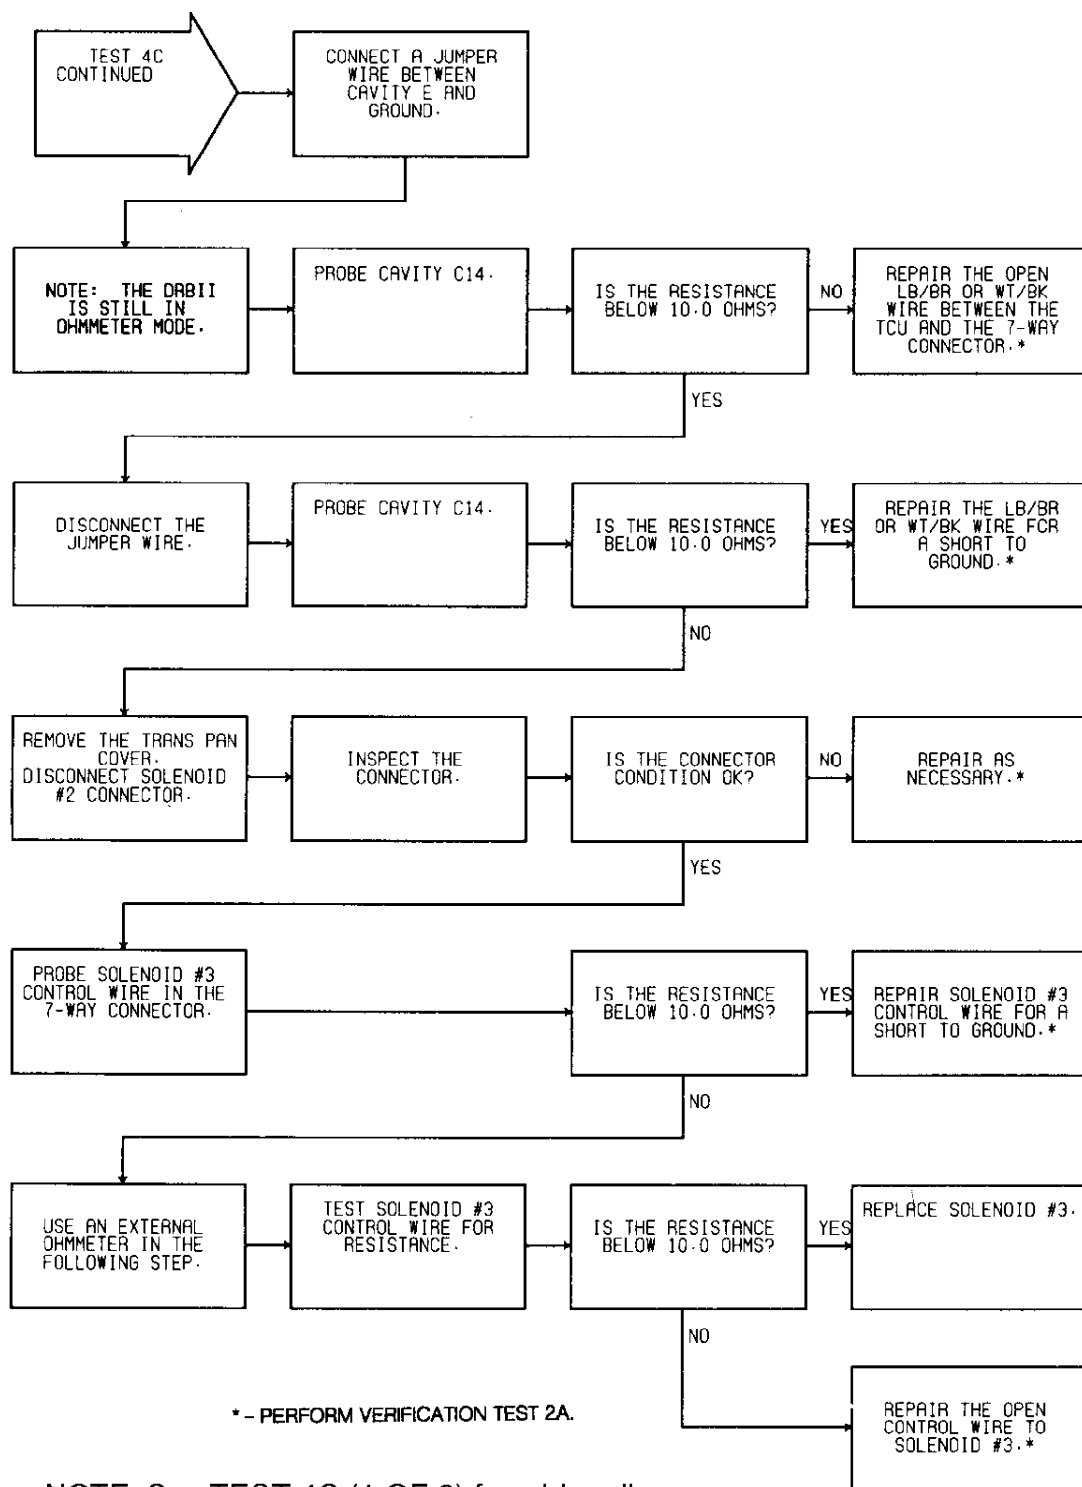 TEST 4C
CONTINUED
CONNECT A JUMPER
WIRE BETWEEN
CAVITY E AND
GROUND.
NOTE: THE DRBII
IS STILL IN
OHMMETER MODE.
PROBE CAVITY C14.
IS THE RESISTANCE
BELOW 10.0 OHMS?
NO
REPAIR THE OPEN
LB/BR OR WT/BK
WIRE BETWEEN THE
TCU AND THE 7-WAY
CONNECTOR.*
YES
DISCONNECT THE
JUMPER WIRE.
PROBE CAVITY C14.
IS THE RESISTANCE
BELOW 10.0 OHMS?
YES
REPAIR THE LB/BR
OR WT/BK WIRE FOR
A SHORT TO
GROUND.*
NO
REMOVE THE TRANS PAN
COVER.
DISCONNECT SOLENOID
#2 CONNECTOR.
INSPECT THE
CONNECTOR.
IS THE CONNECTOR
CONDITION OK?
NO
REPAIR AS
NECESSARY.*
YES
PROBE SOLENOID #3
CONTROL WIRE IN THE
7-WAY CONNECTOR.
IS THE RESISTANCE
BELOW 10.0 OHMS?
YES
REPAIR SOLENOID #3
CONTROL WIRE FOR A
SHORT TO GROUND.*
NO
USE AN EXTERNAL
OHMMETER IN THE
FOLLOWING STEP.
TEST SOLENOID #3
CONTROL WIRE FOR
RESISTANCE.
IS THE RESISTANCE
BELOW 10.0 OHMS?
YES
REPLACE SOLENOID #3.
NO
REPAIR THE OPEN
CONTROL WIRE TO
SOLENOID #3.*
* - PERFORM VERIFICATION TEST 2A.